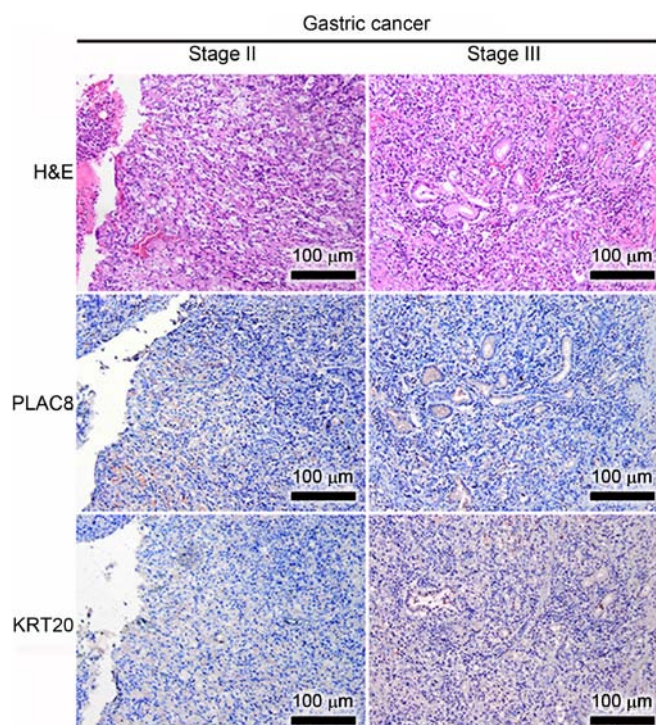 Gastric cancer
Stage II Stage III
H&E
100 μm 100 μm
PLAC8
100 μm 100 μm
KRT20
100 μm 100 μm